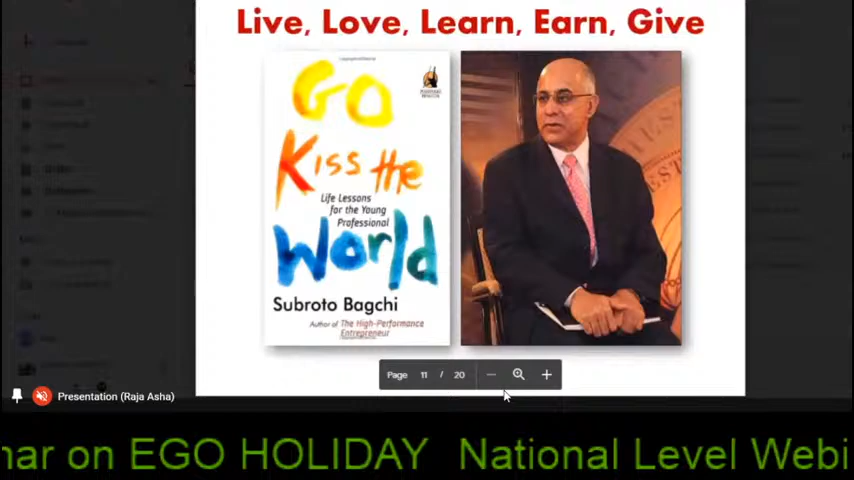 Live, Love, Learn, Earn, Give
GO
Kiss the
Life Lessons
for the Young
Professional
World
Subroto Bagchi
Author of The High-Performance
Entrepreneur
Page 11 / 20
Presentation (Raja Asha)
nar on EGO HOLIDAY National Level Webi